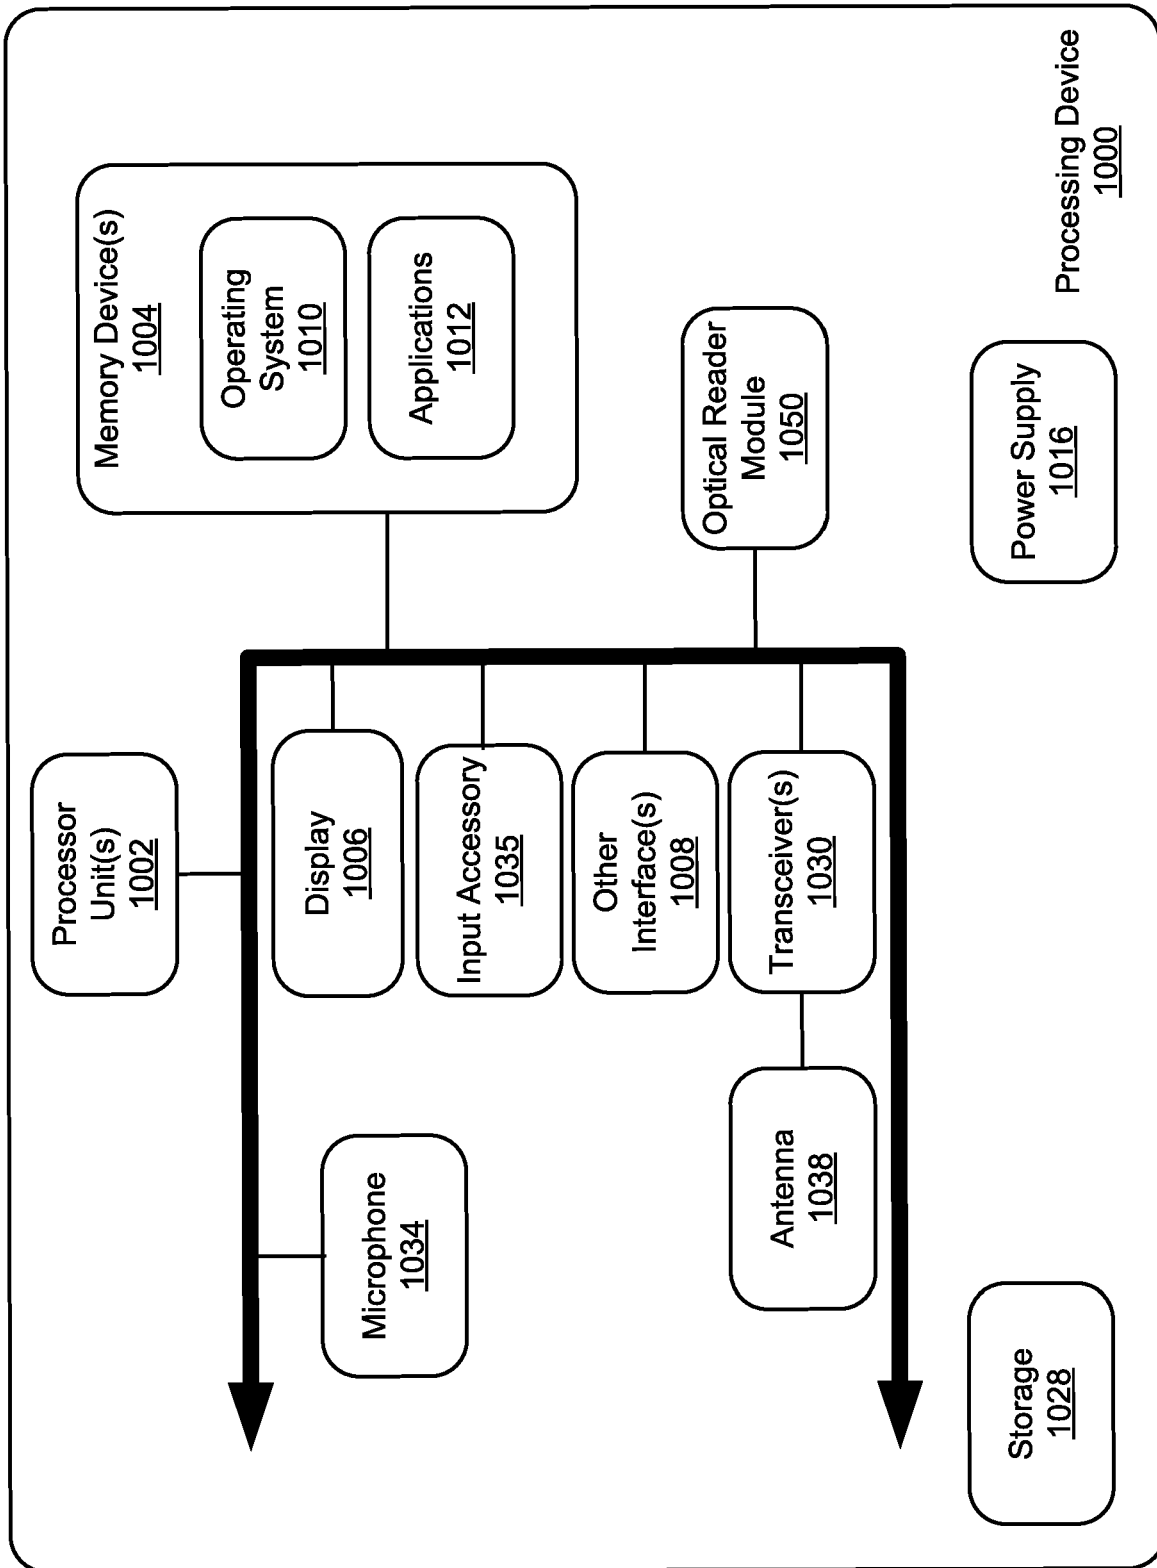 Processor
Unit(s)
1002
Memory Device(s)
1004
Operating
System
1010
Applications
1012
Display
1006
Microphone
1034
Input Accessory
1035
Other
Interface(s)
1008
Optical Reader
Module
1050
Transceiver(s)
1030
Antenna
1038
Storage
1028
Power Supply
1016
Processing Device
1000